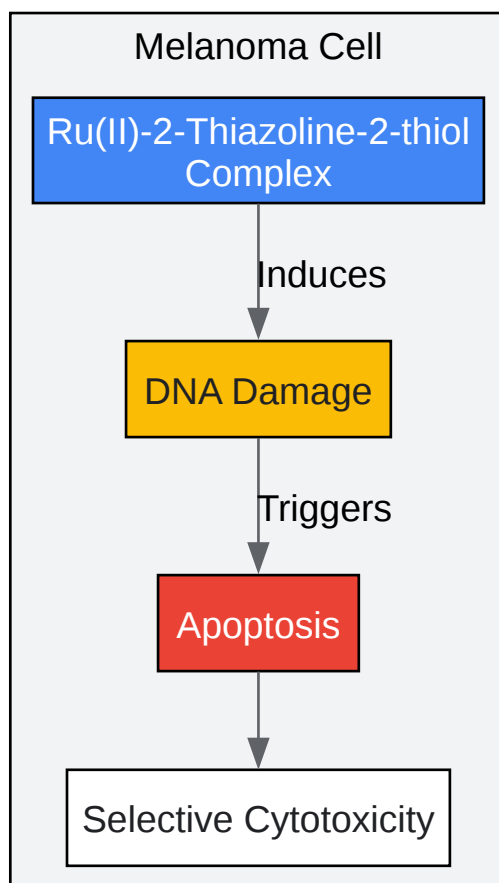 Melanoma Cell
Ru(II)-2-Thiazoline-2-thiol
Complex
Induces
DNA Damage
Triggers
Apoptosis
Selective Cytotoxicity